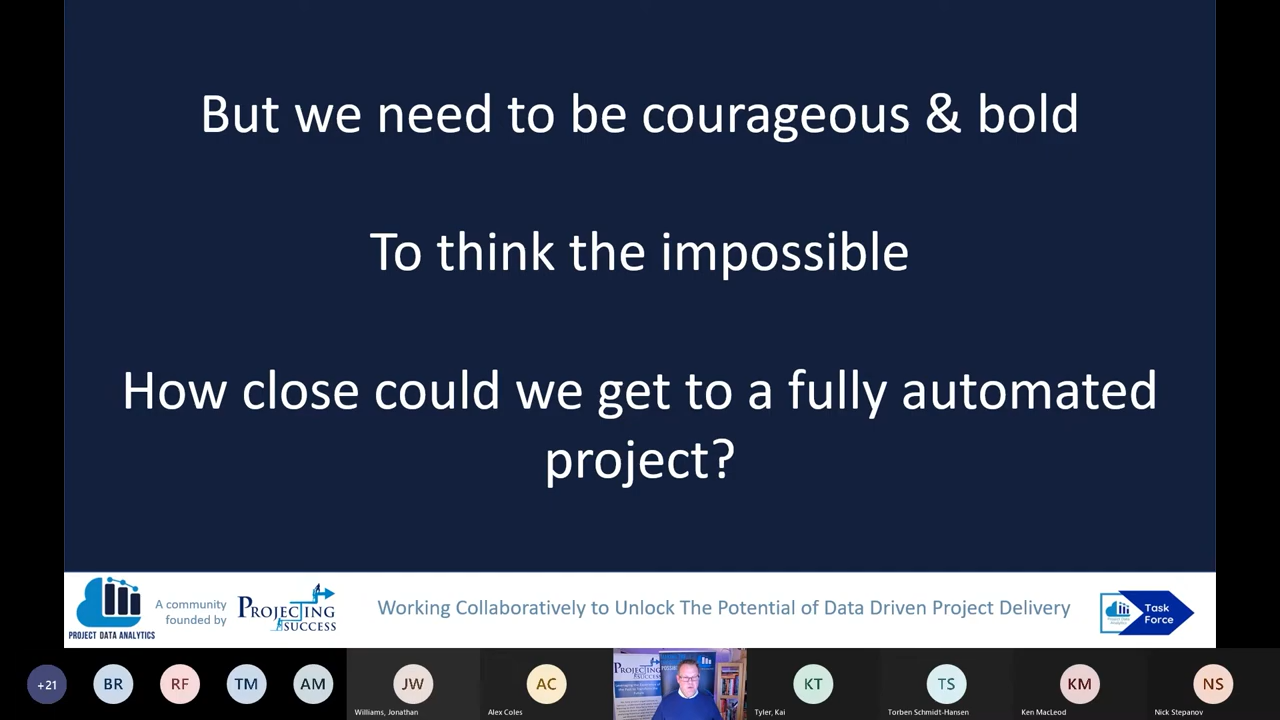 But we need to be courageous & bold
To think the impossible
How close could we get to a fully automated
project?
PROJECT DATA ANALYTICS
A community
founded by
PROJECTING
SUCCESS
Working Collaboratively to Unlock The Potential of Data Driven Project Delivery
Task
Force
+21
BR
RF
TM
AM
JW
Williams, Jonathan
AC
Alex Coles
KT
Tyler, Kai
TS
Torben Schmidt-Hansen
KM
Ken MacLeod
NS
Nick Stepanov